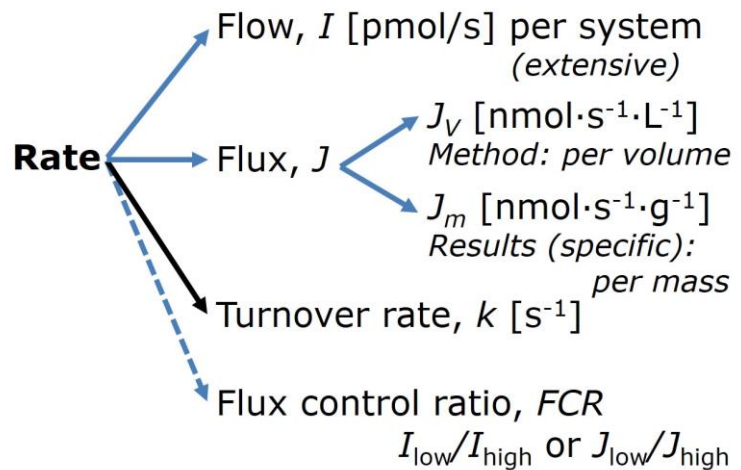 Flow, I [pmol/s] per system
(extensive)
J_V [nmol·s⁻¹·L⁻¹]
Rate
Flux, J
Method: per volume
J_m [nmol·s⁻¹·g⁻¹]
Results (specific):
per mass
Turnover rate, k [s⁻¹]
Flux control ratio, FCR
I_low/I_high or J_low/J_high